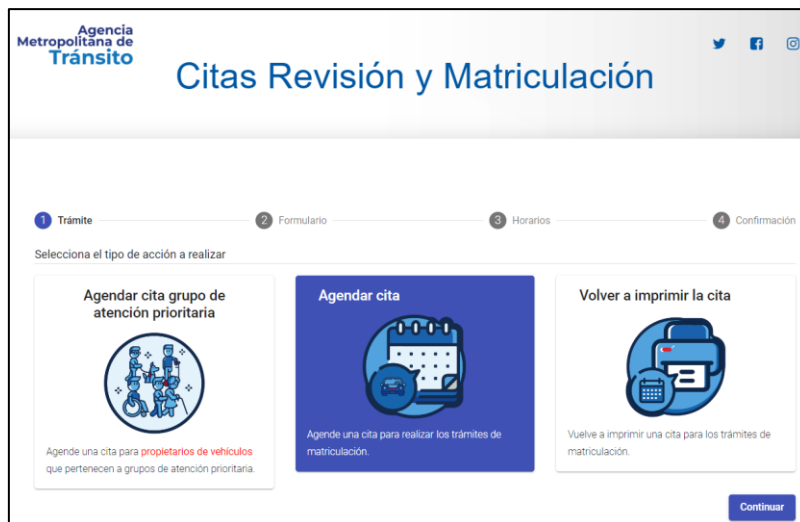 Agencia
Metropolitana de
Tránsito
Citas Revisión y Matriculación
1 Trámite
2 Formulario
3 Horarios
4 Confirmación
Selecciona el tipo de acción a realizar
Agendar cita grupo de
atención prioritaria
Agende una cita para propietarios de vehículos
que pertenecen a grupos de atención prioritaria.
Agendar cita
Agende una cita para realizar los trámites de
matriculación.
Volver a imprimir la cita
Vuelve a imprimir una cita para los trámites de
matriculación.
Continuar